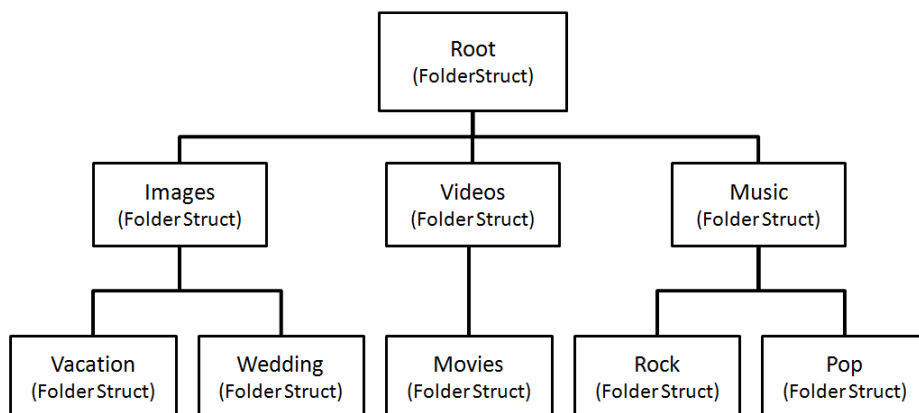 Root
(FolderStruct)
Images
(Folder Struct)
Videos
(Folder Struct)
Music
(Folder Struct)
Vacation
(Folder Struct)
Wedding
(Folder Struct)
Movies
(Folder Struct)
Rock
(Folder Struct)
Pop
(Folder Struct)